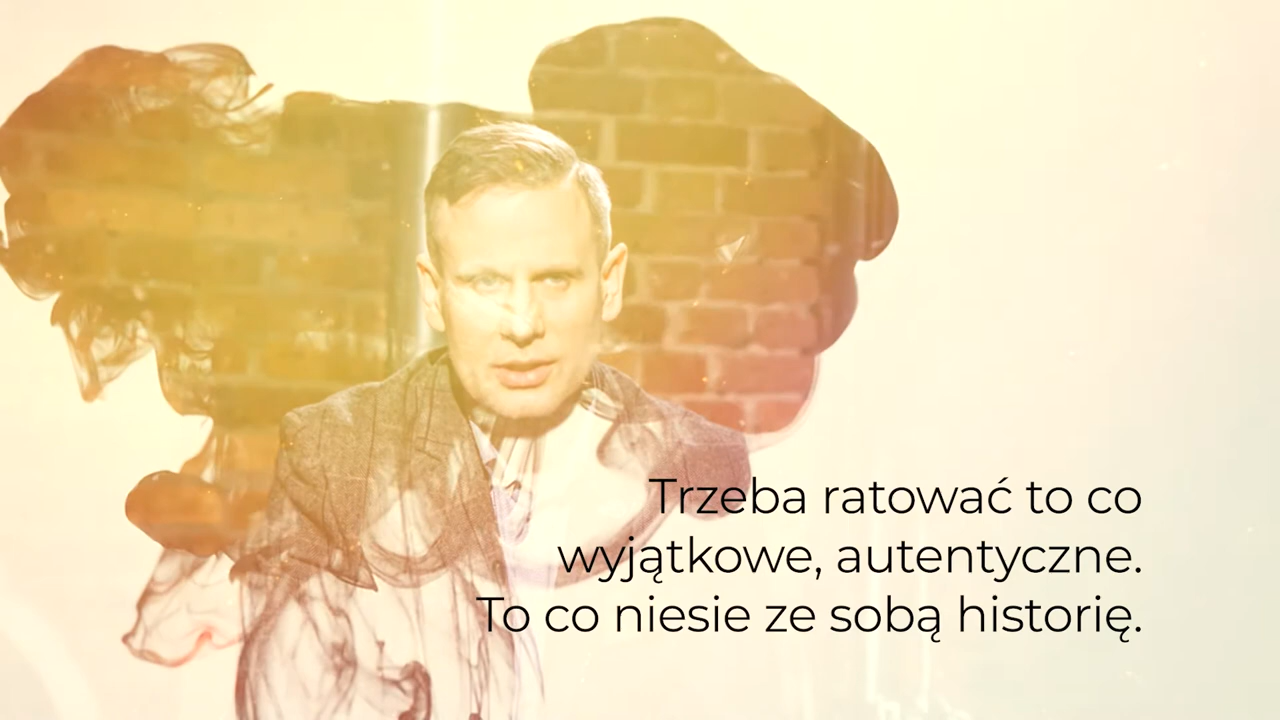 Trzeba ratować to co
wyjątkowe, autentyczne.
To co niesie ze sobą historię.